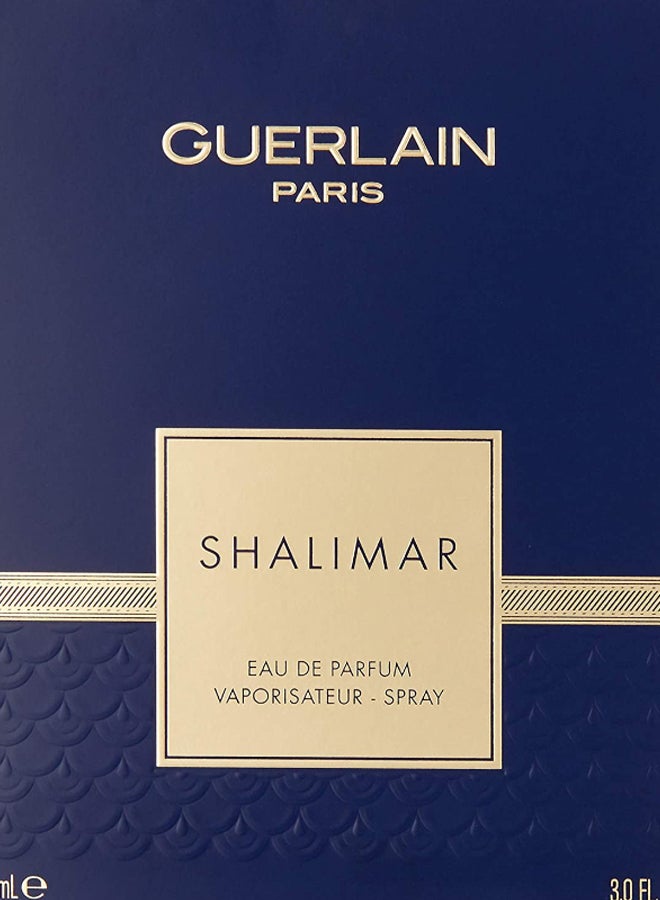 GUERLAIN
PARIS
SHALIMAR
EAU DE PARFUM
VAPORISATEUR - SPRAY
mL e 3.0 FL.